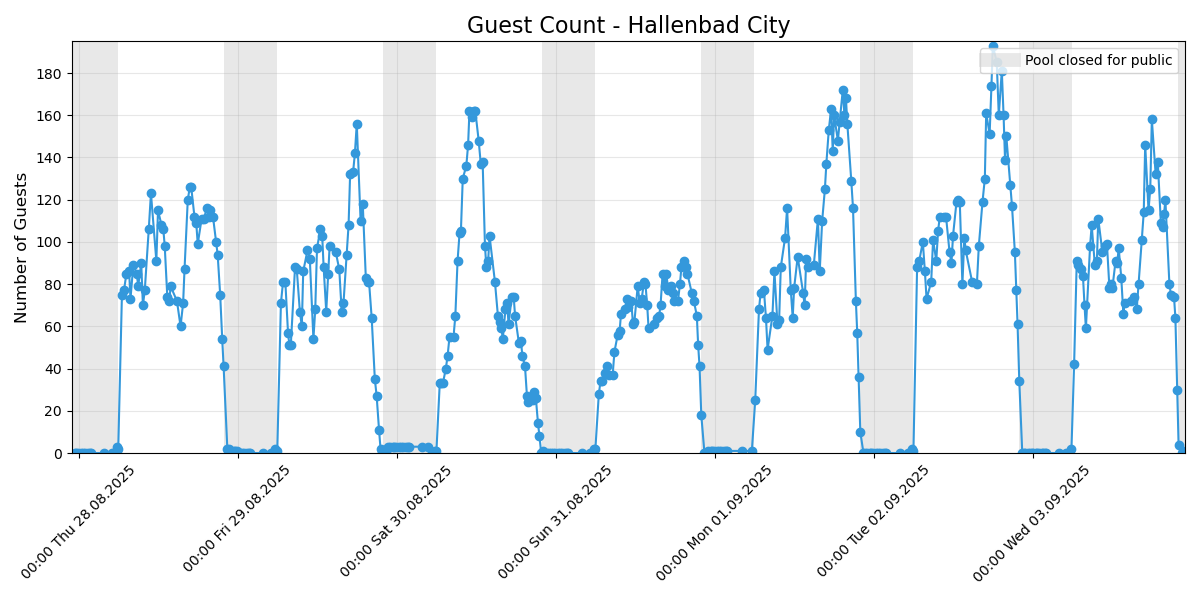 Guest Count - Hallenbad City
Pool closed for public
Number of Guests
180
160
140
120
100
80
60
40
20
0
00:00 Thu 28.08.2025
00:00 Fri 29.08.2025
00:00 Sat 30.08.2025
00:00 Sun 31.08.2025
00:00 Mon 01.09.2025
00:00 Tue 02.09.2025
00:00 Wed 03.09.2025